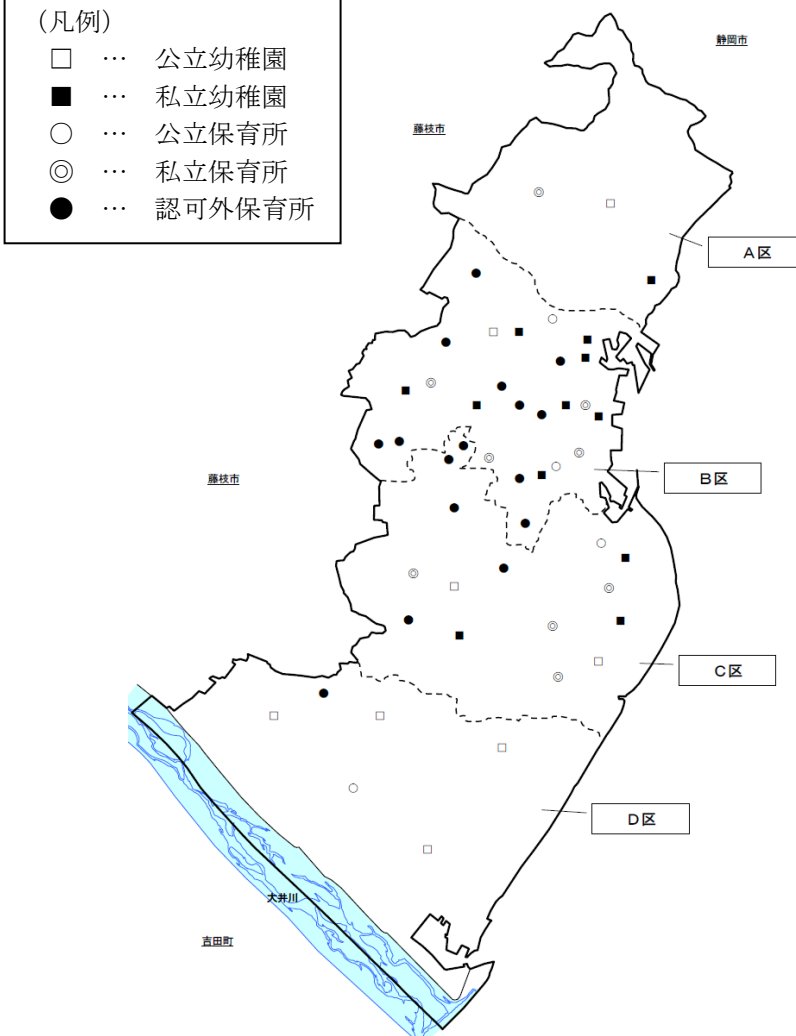 (凡例)
□ … 公立幼稚園
■ … 私立幼稚園
○ … 公立保育所
◎ … 私立保育所
● … 認可外保育所
静岡市
藤枝市
A区
藤枝市
B区
C区
D区
大井川
吉田町